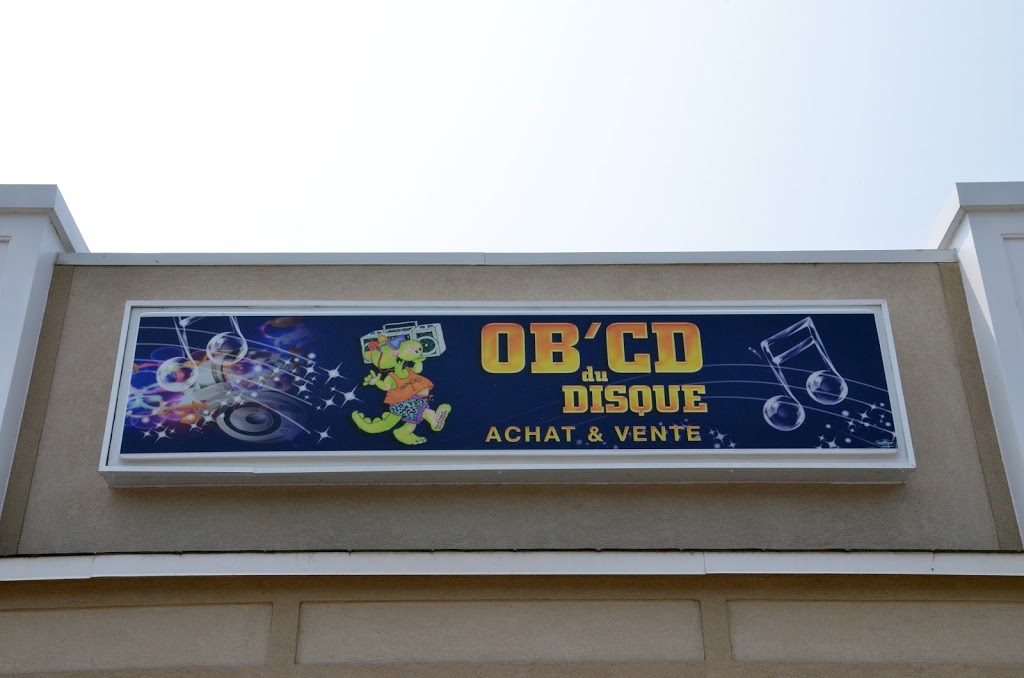 OB'CD
du
DISQUE
ACHAT & VENTE